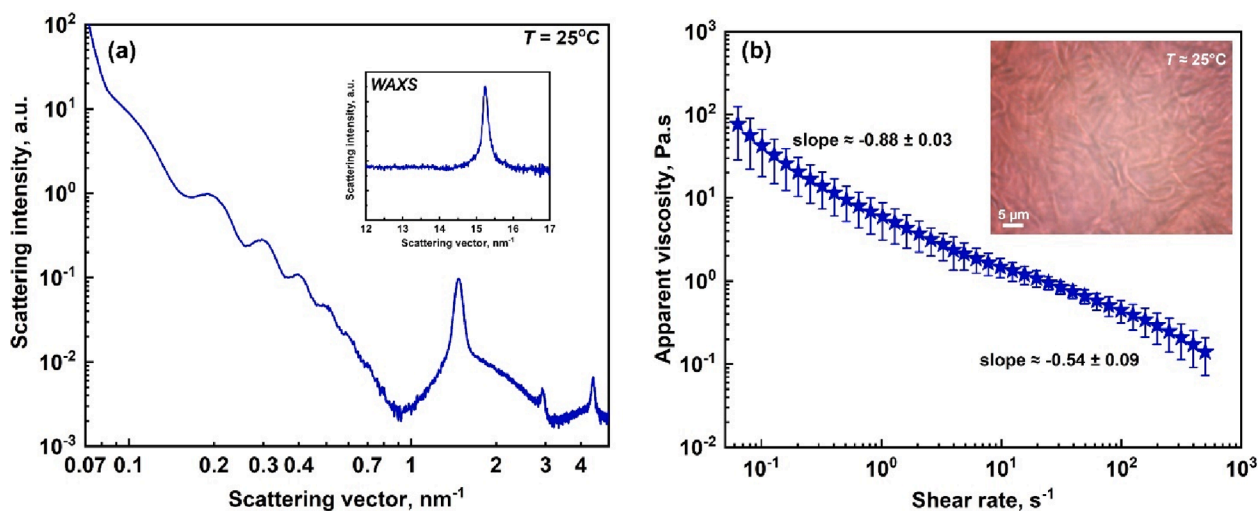 (a)
T = 25°C
10²
10¹
10⁰
10⁻¹
10⁻²
10⁻³
Scattering intensity, a.u.
0.07 0.1 0.2 0.3 0.4 0.7 1 2 3 4
Scattering vector, nm⁻¹
WAXS
Scattering intensity, a.u.
12 13 14 15 16 17
Scattering vector, nm⁻¹
(b)
T ≈ 25°C
5 µm
10³
10²
10¹
10⁰
10⁻¹
10⁻²
Apparent viscosity, Pa.s
slope ≈ -0.88 ± 0.03
slope ≈ -0.54 ± 0.09
10⁻¹ 10⁰ 10¹ 10² 10³
Shear rate, s⁻¹